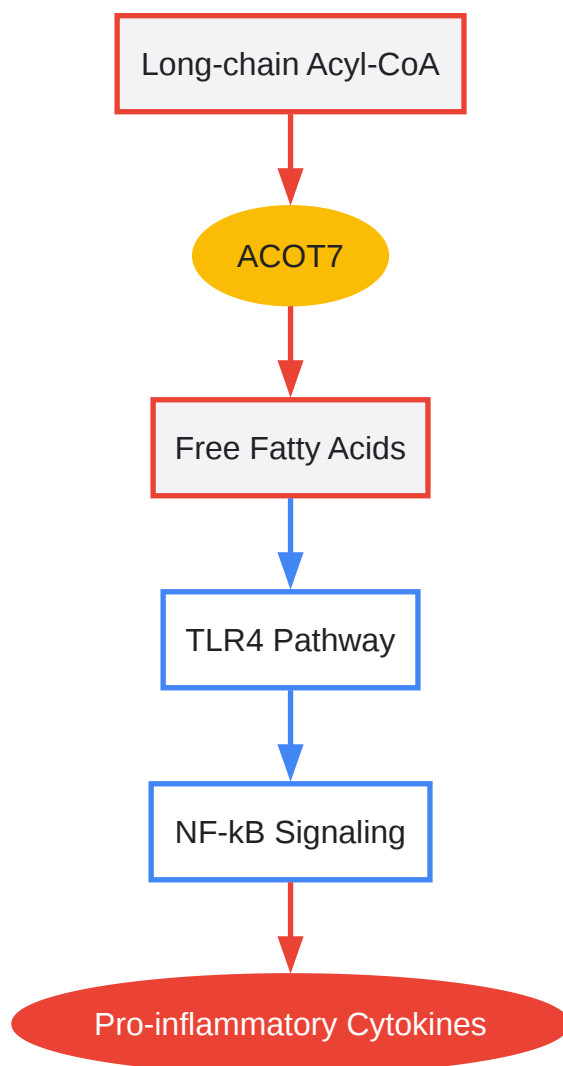 Long-chain Acyl-CoA
ACOT7
Free Fatty Acids
TLR4 Pathway
NF-kB Signaling
Pro-inflammatory Cytokines